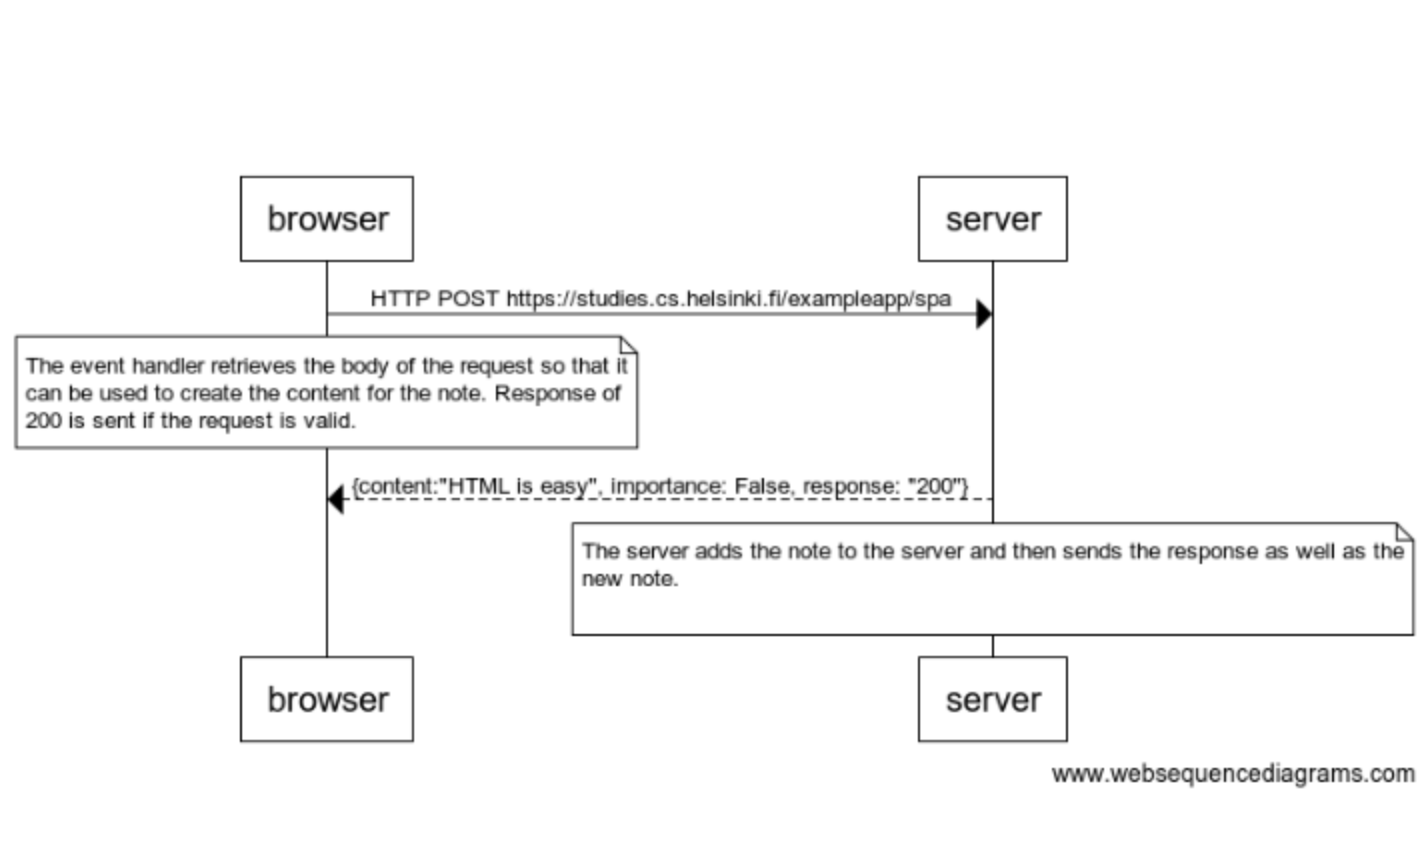 browser
server
HTTP POST https://studies.cs.helsinki.fi/exampleapp/spa
The event handler retrieves the body of the request so that it
can be used to create the content for the note. Response of
200 is sent if the request is valid.
{content:"HTML is easy", importance: False, response: "200"}
The server adds the note to the server and then sends the response as well as the
new note.
browser
server
www.websequencediagrams.com